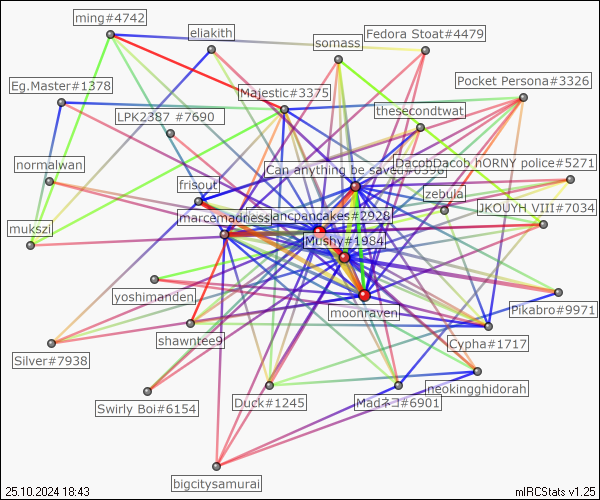 ming#4742
eliakith
somass
Fedora Stoat#4479
Eg.Master#1378
Majestic#3375
Pocket Persona#3326
LPK2387 #7690
thesecondtwat
normalwan
frisout
Can anything be saved#0398
DacobDacob hORNY police#5271
zebula
marcemadness
ancpancakes#2928
JKOUYH VIII#7034
mukszi
Mushy#1984
yoshimanden
moonraven
Pikabro#9971
shawntee9
Cypha#1717
Silver#7938
neokingghidorah
Swirly Boi#6154
Duck#1245
Madネコ#6901
bigcitysamurai
25.10.2024 18:43
mIRCStats v1.25